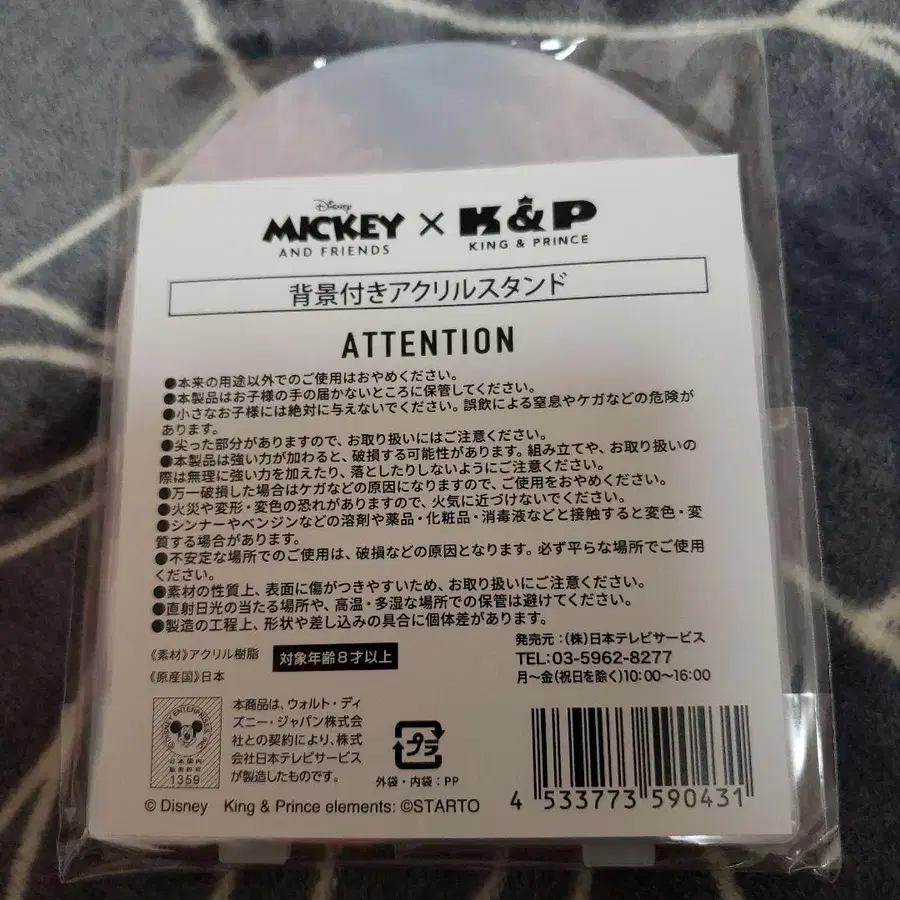 Disney
MICKEY
AND FRIENDS
×
K&P
KING & PRINCE
背景付きアクリルスタンド
ATTENTION
●本来の用途以外でのご使用はおやめください。
●本製品はお子様の手の届かないところに保管してください。
●小さなお子様には絶対に与えないでください。誤飲による窒息やケガなどの危険が
あります。
●尖った部分がありますので、お取り扱いにはご注意ください。
●本製品は強い力が加わると、破損する可能性があります。組み立てや、お取り扱いの
際は無理に強い力を加えたり、落としたりしないようにご注意ください。
●万一破損した場合はケガなどの原因になりますので、ご使用をおやめください。
●火災や変形・変色の恐れがありますので、火気に近づけないでください。
●シンナーやベンジンなどの溶剤や薬品・化粧品・消毒液などと接触すると変色・変
質する場合があります。
●不安定な場所でのご使用は、破損などの原因となります。必ず平らな場所でご使用
ください。
●素材の性質上、表面に傷がつきやすいため、お取り扱いにご注意ください。
●直射日光の当たる場所や、高温・多湿な場所での保管は避けてください。
●製造の工程上、形状や差し込みの具合に個体差があります。
《素材》アクリル樹脂
《原産国》日本
対象年齢8才以上
発売元:(株)日本テレビサービス
TEL:03-5962-8277
月〜金(祝日を除く)10:00〜16:00
日本国内
販売許諾
1359
本商品は、ウォルト・ディ
ズニー・ジャパン株式会
社との契約により、株式
会社日本テレビサービス
が製造したものです。
プラ
外袋・内袋:PP
4 533773 590431
© Disney King & Prince elements: ©STARTO